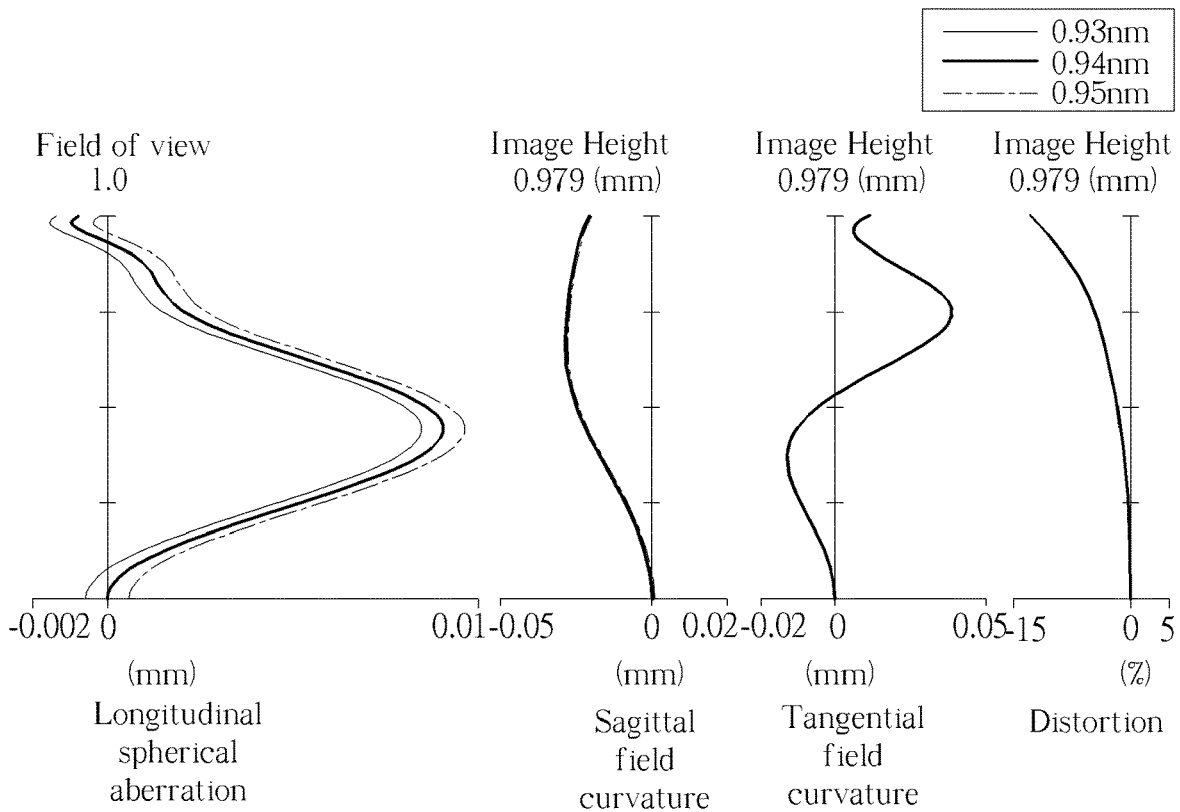 0.93nm
0.94nm
0.95nm
Field of view
1.0
Image Height
0.979 (mm)
Image Height
0.979 (mm)
Image Height
0.979 (mm)
-0.002 0 0.01
-0.05 0 0.02
-0.02 0 0.05
-15 0 5
(mm)
(mm)
(mm)
(%)
Longitudinal
spherical
aberration
Sagittal
field
curvature
Tangential
field
curvature
Distortion